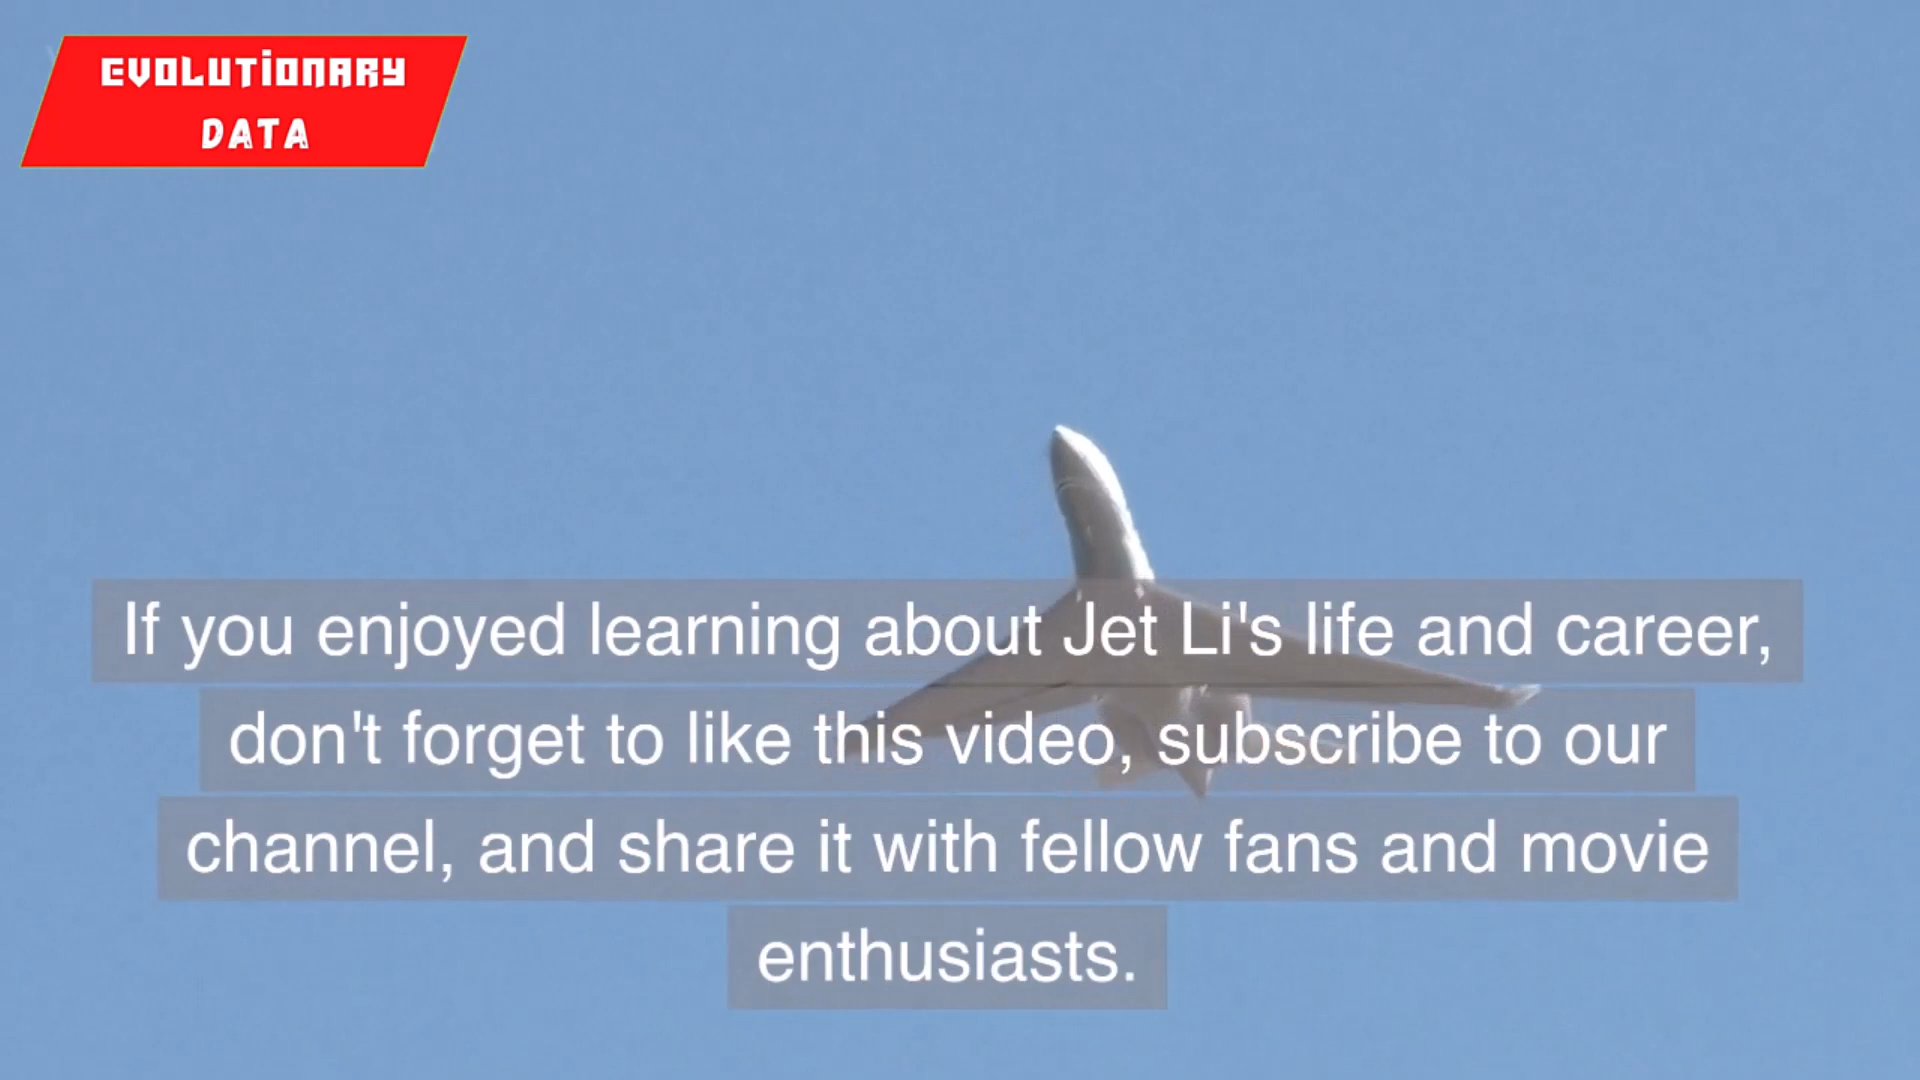 EVOLUTIONARY
DATA
If you enjoyed learning about Jet Li's life and career,
don't forget to like this video, subscribe to our
channel, and share it with fellow fans and movie
enthusiasts.